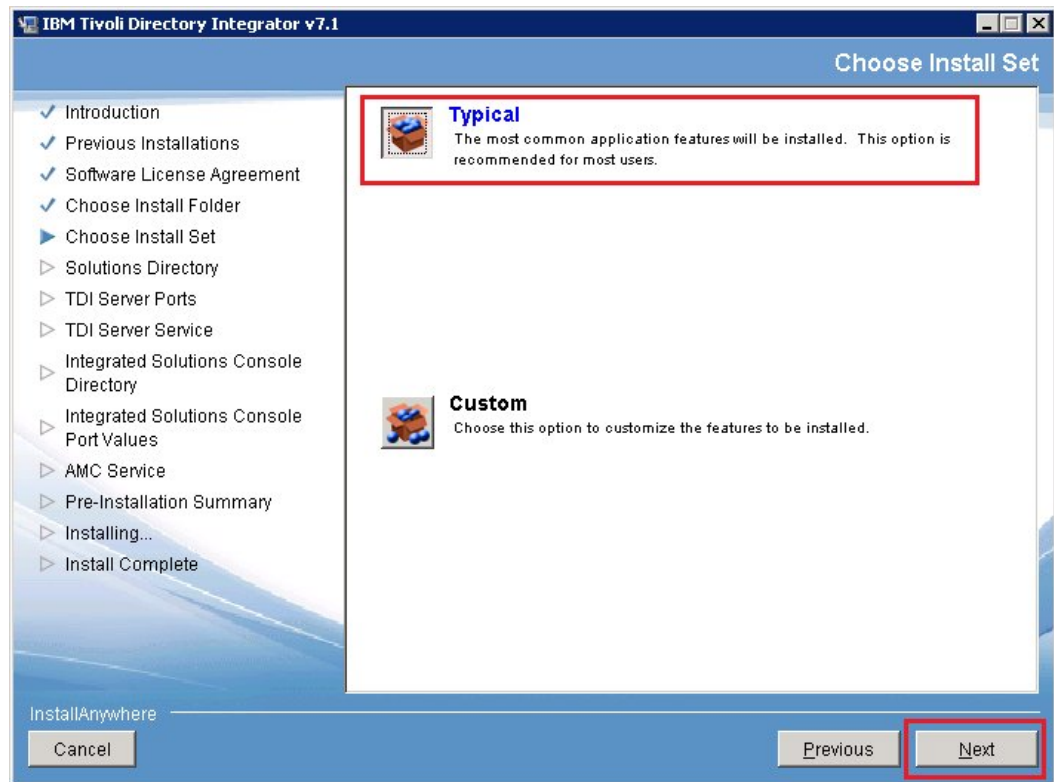 IBM Tivoli Directory Integrator v7.1
Choose Install Set
Introduction
Previous Installations
Software License Agreement
Choose Install Folder
Choose Install Set
Solutions Directory
TDI Server Ports
TDI Server Service
Integrated Solutions Console
Directory
Integrated Solutions Console
Port Values
AMC Service
Pre-Installation Summary
Installing...
Install Complete
Typical
The most common application features will be installed. This option is
recommended for most users.
Custom
Choose this option to customize the features to be installed.
InstallAnywhere
Cancel
Previous
Next